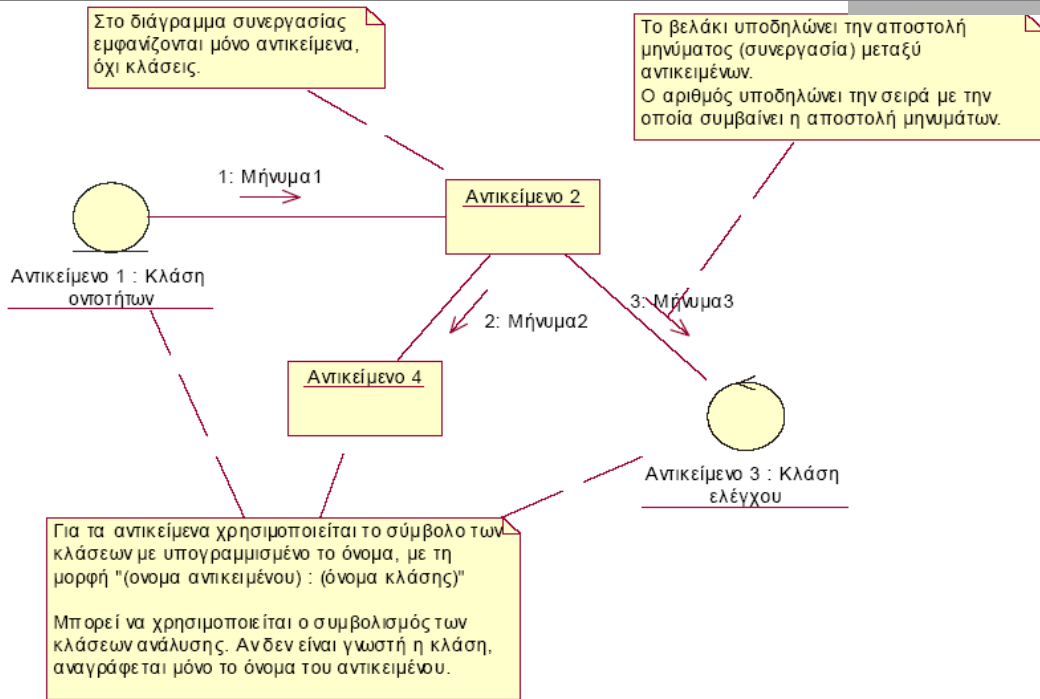 Στο διάγραμμα συνεργασίας
εμφανίζονται μόνο αντικείμενα,
όχι κλάσεις.
Το βελάκι υποδηλώνει την αποστολή
μηνύματος (συνεργασία) μεταξύ
αντικειμένων.
Ο αριθμός υποδηλώνει την σειρά με την
οποία συμβαίνει η αποστολή μηνυμάτων.
1: Μήνυμα1
Αντικείμενο 2
Αντικείμενο 1 : Κλάση
οντοτήτων
3: Μήνυμα3
2: Μήνυμα2
Αντικείμενο 4
Αντικείμενο 3 : Κλάση
ελέγχου
Για τα αντικείμενα χρησιμοποιείται το σύμβολο των
κλάσεων με υπογραμμισμένο το όνομα, με τη
μορφή "(ονομα αντικειμένου) : (όνομα κλάσης)"
Μπορεί να χρησιμοποιείται ο συμβολισμός των
κλάσεων ανάλυσης. Αν δεν είναι γνωστή η κλάση,
αναγράφεται μόνο το όνομα του αντικειμένου.